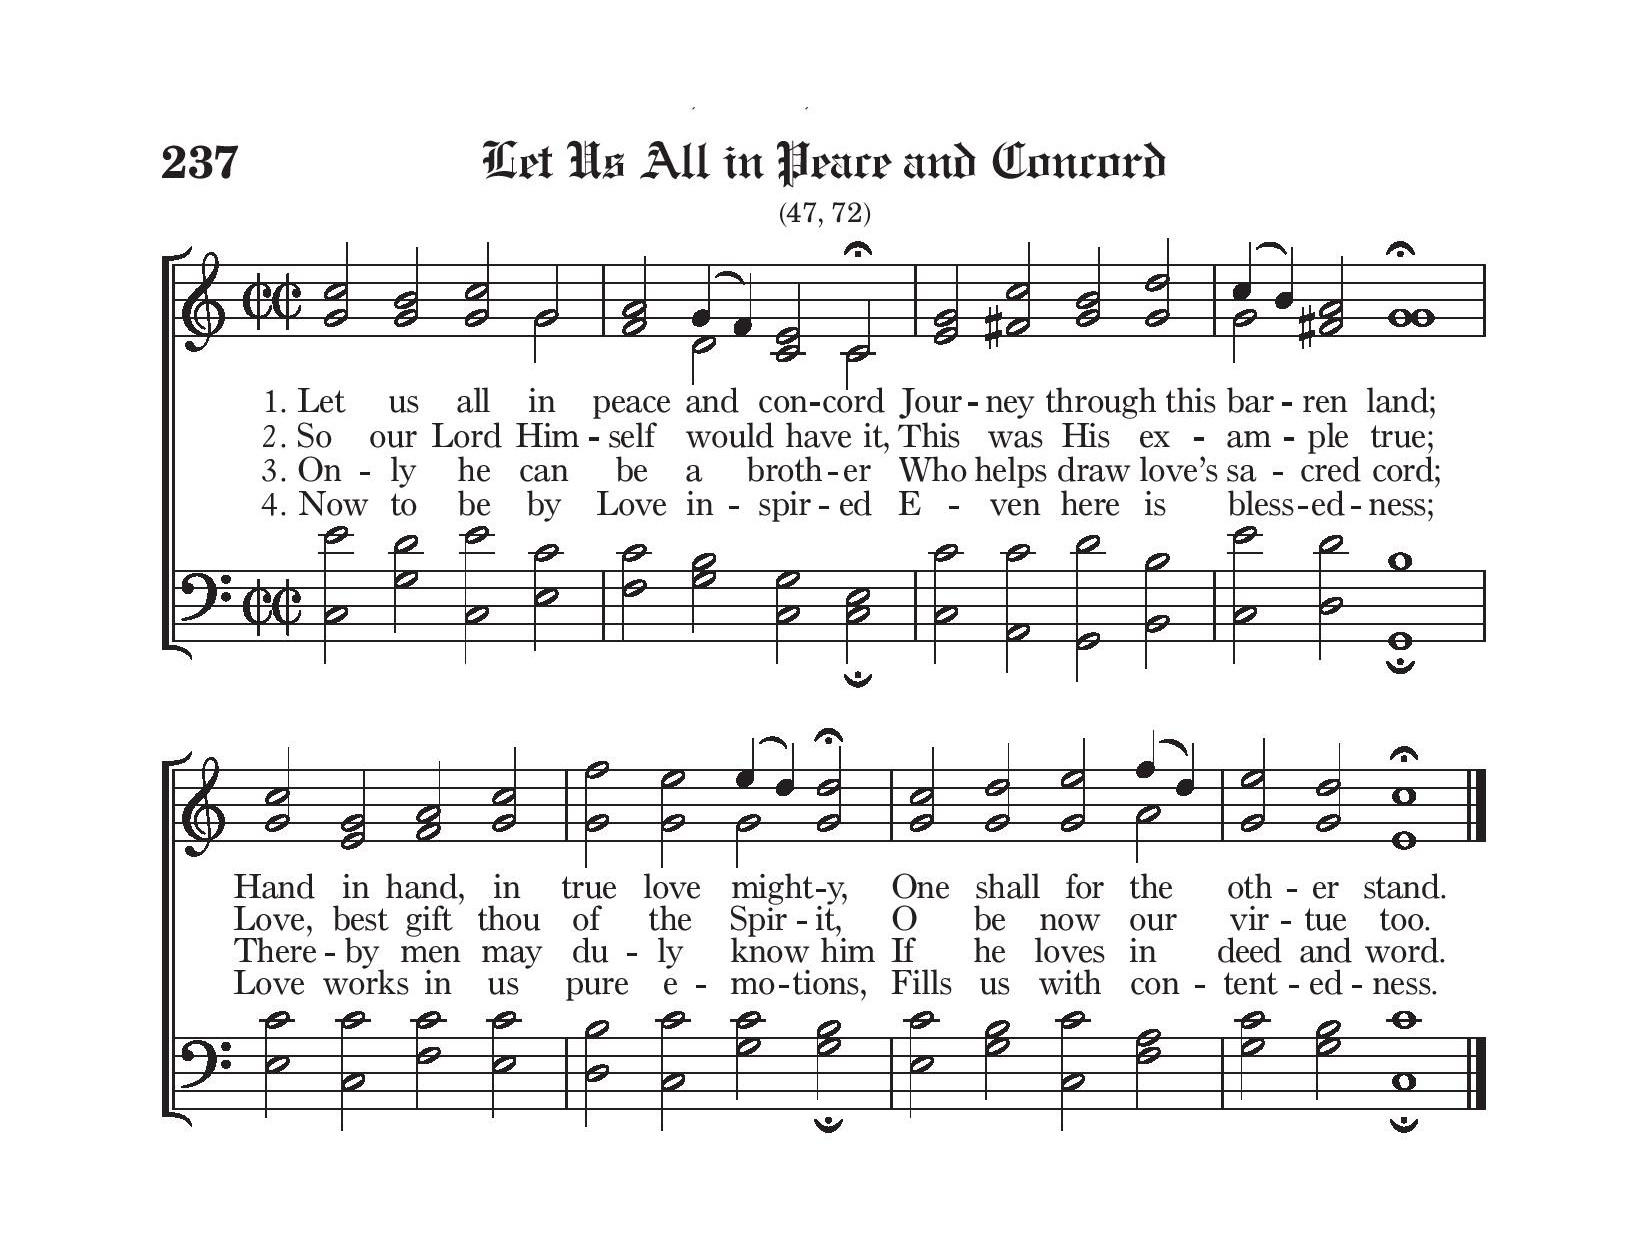 237 Let Us All in Peace and Concord
(47, 72)
1. Let us all in peace and con-cord Jour-ney through this bar-ren land;
2. So our Lord Him-self would have it, This was His ex-am-ple true;
3. On-ly he can be a broth-er Who helps draw love's sa-cred cord;
4. Now to be by Love in-spir-ed E-ven here is bless-ed-ness;
Hand in hand, in true love might-y, One shall for the oth-er stand.
Love, best gift thou of the Spir-it, O be now our vir-tue too.
There-by men may du-ly know him If he loves in deed and word.
Love works in us pure e-mo-tions, Fills us with con-tent-ed-ness.